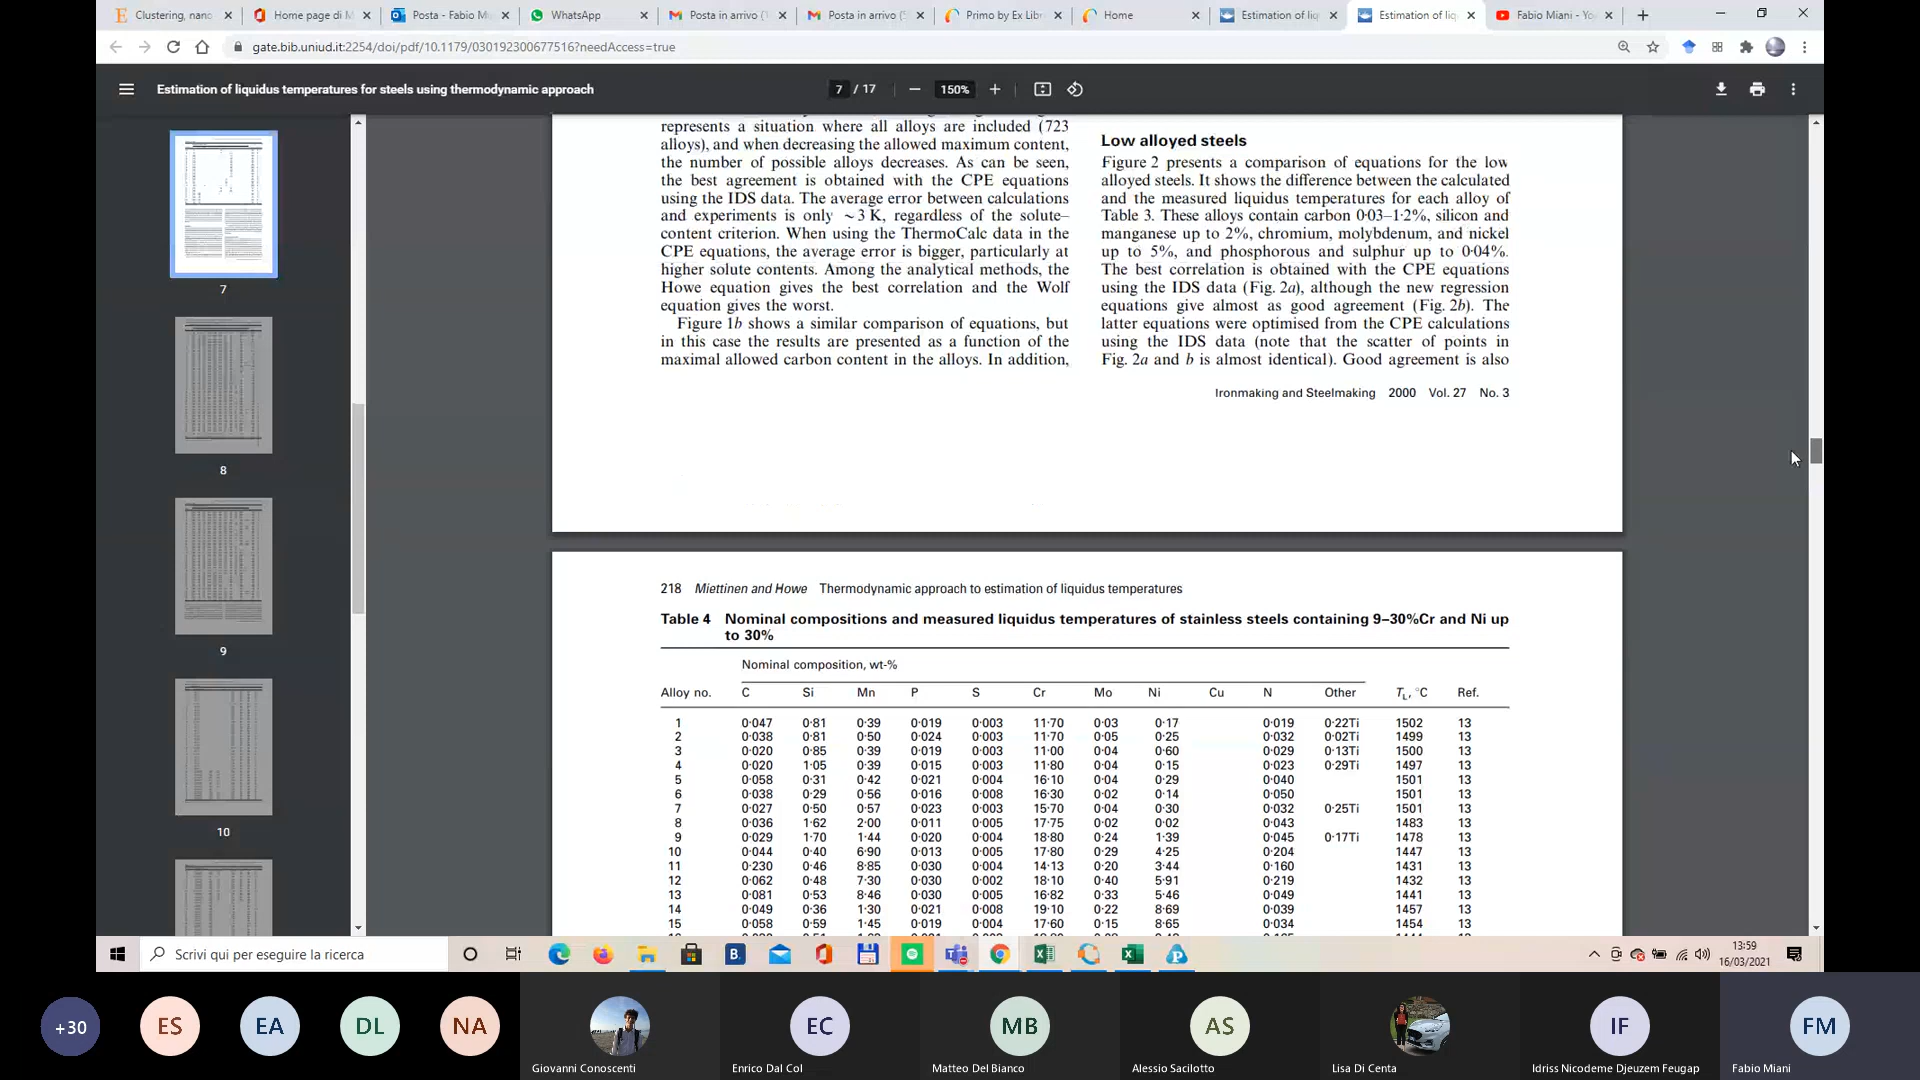 Clustering, nano
Home page di M
Posta - Fabio M
WhatsApp
Posta in arrivo (
Posta in arrivo (
Primo by Ex Libr
Home
Estimation of liq
Estimation of liq
Fabio Miani - Yo
gate.bib.uniud.it:2254/doi/pdf/10.1179/030192300677516?needAccess=true
Estimation of liquidus temperatures for steels using thermodynamic approach
7 / 17
150%
7
8
9
10
represents a situation where all alloys are included (723
alloys), and when decreasing the allowed maximum content,
the number of possible alloys decreases. As can be seen,
the best agreement is obtained with the CPE equations
using the IDS data. The average error between calculations
and experiments is only ~3 K, regardless of the solute–
content criterion. When using the ThermoCalc data in the
CPE equations, the average error is bigger, particularly at
higher solute contents. Among the analytical methods, the
Howe equation gives the best correlation and the Wolf
equation gives the worst.
Figure 1b shows a similar comparison of equations, but
in this case the results are presented as a function of the
maximal allowed carbon content in the alloys. In addition,
Low alloyed steels
Figure 2 presents a comparison of equations for the low
alloyed steels. It shows the difference between the calculated
and the measured liquidus temperatures for each alloy of
Table 3. These alloys contain carbon 0·03–1·2%, silicon and
manganese up to 2%, chromium, molybdenum, and nickel
up to 5%, and phosphorous and sulphur up to 0·04%.
The best correlation is obtained with the CPE equations
using the IDS data (Fig. 2a), although the new regression
equations give almost as good agreement (Fig. 2b). The
latter equations were optimised from the CPE calculations
using the IDS data (note that the scatter of points in
Fig. 2a and b is almost identical). Good agreement is also
Ironmaking and Steelmaking 2000 Vol. 27 No. 3
218 Miettinen and Howe Thermodynamic approach to estimation of liquidus temperatures
Table 4 Nominal compositions and measured liquidus temperatures of stainless steels containing 9–30%Cr and Ni up
to 30%
Nominal composition, wt-%
Alloy no. C Si Mn P S Cr Mo Ni Cu N Other TL, °C Ref.
1 0·047 0·81 0·39 0·019 0·003 11·70 0·03 0·17 0·019 0·22Ti 1502 13
2 0·038 0·81 0·50 0·024 0·003 11·70 0·05 0·25 0·032 0·02Ti 1499 13
3 0·020 0·85 0·39 0·019 0·003 11·00 0·04 0·60 0·029 0·13Ti 1500 13
4 0·020 1·05 0·39 0·015 0·003 11·80 0·04 0·15 0·023 0·29Ti 1497 13
5 0·058 0·31 0·42 0·021 0·004 16·10 0·04 0·29 0·040 1501 13
6 0·038 0·29 0·56 0·016 0·008 16·30 0·02 0·14 0·050 1501 13
7 0·027 0·50 0·57 0·023 0·003 15·70 0·04 0·30 0·032 0·25Ti 1501 13
8 0·036 1·62 2·00 0·011 0·005 17·75 0·02 0·02 0·043 1483 13
9 0·029 1·70 1·44 0·020 0·004 18·80 0·24 1·39 0·045 0·17Ti 1478 13
10 0·044 0·40 6·90 0·013 0·005 17·80 0·29 4·25 0·204 1447 13
11 0·230 0·46 8·85 0·030 0·004 14·13 0·20 3·44 0·160 1431 13
12 0·062 0·48 7·30 0·030 0·002 18·10 0·40 5·91 0·219 1432 13
13 0·081 0·53 8·46 0·030 0·005 16·82 0·33 5·46 0·049 1441 13
14 0·049 0·36 1·30 0·021 0·008 19·10 0·22 8·69 0·039 1457 13
15 0·058 0·59 1·45 0·019 0·004 17·60 0·15 8·65 0·034 1454 13
Scrivi qui per eseguire la ricerca
B.
13:59
16/03/2021
+30
ES
EA
DL
NA
EC
MB
AS
IF
FM
Giovanni Conoscenti
Enrico Dal Col
Matteo Del Bianco
Alessio Sacilotto
Lisa Di Centa
Idriss Nicodeme Djeuzem Feugap
Fabio Miani